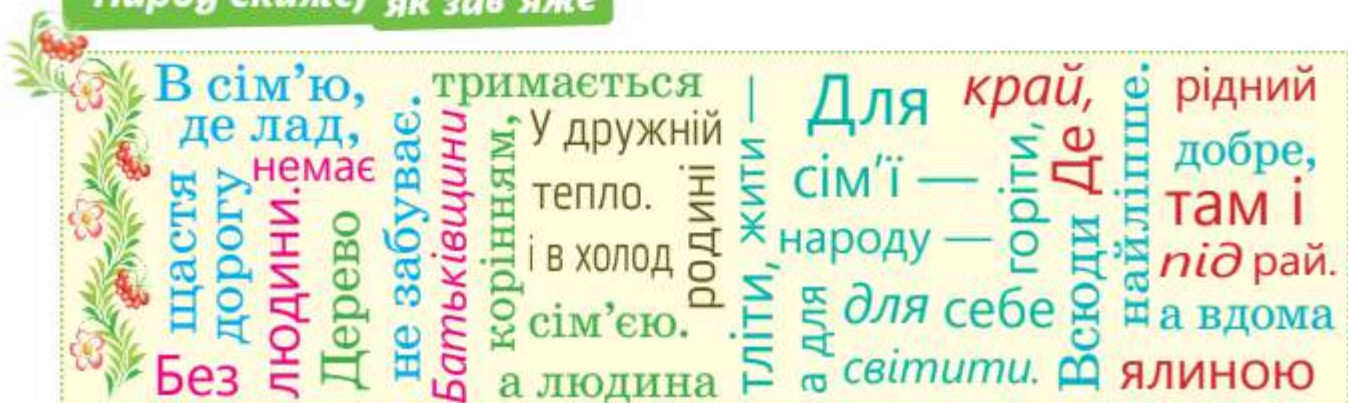 Народ скаже, як зав'яже
В сім'ю,
де лад,
щастя
дорогу
не забуває.
Без
людини.
немає
Батьківщини
Дерево
тримається
корінням,
а людина
сім'єю.
У дружній
родині
і в холод
тепло.
Для
сім'ї —
тліти, жити —
народу —
горіти,
а для
світити.
для себе
Всюди
добре,
а вдома
найліпше.
Де
рідний
край,
там і
під
ялиною
рай.